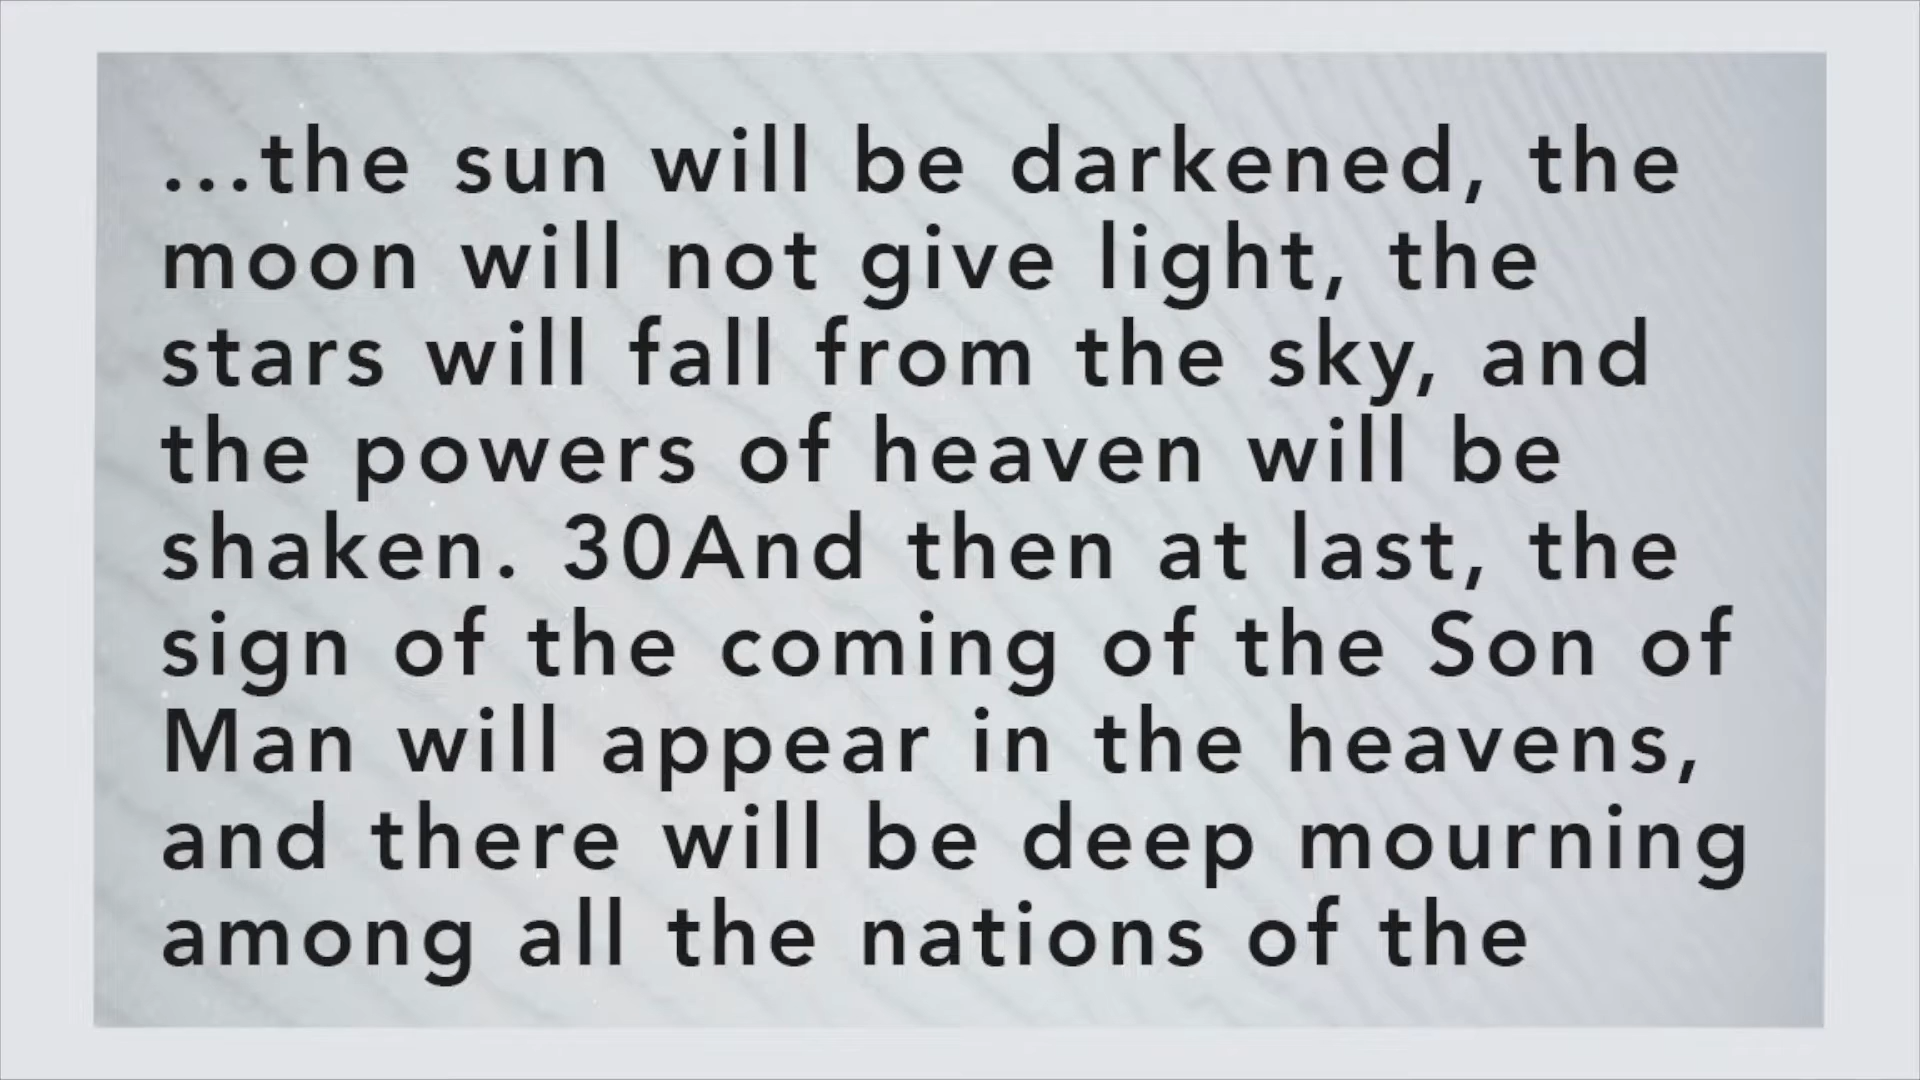 ...the sun will be darkened, the
moon will not give light, the
stars will fall from the sky, and
the powers of heaven will be
shaken. 30And then at last, the
sign of the coming of the Son of
Man will appear in the heavens,
and there will be deep mourning
among all the nations of the